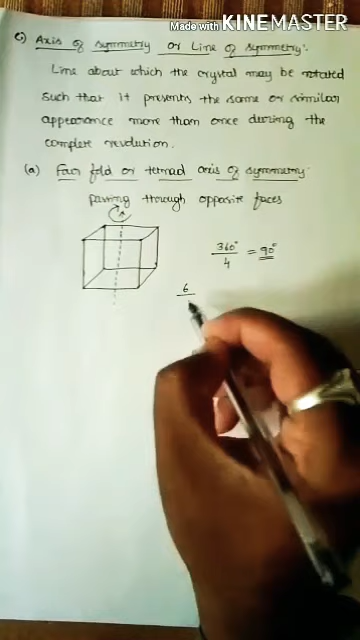 Made with KINEMASTER
c) Axis of symmetry or Line of symmetry:
Line about which the crystal may be rotated
such that it presents the same or similar
appearance more than once during the
complete revolution.
(a) Four fold or tetrad axis of symmetry:
passing through opposite faces
360° / 4 = 90°
6